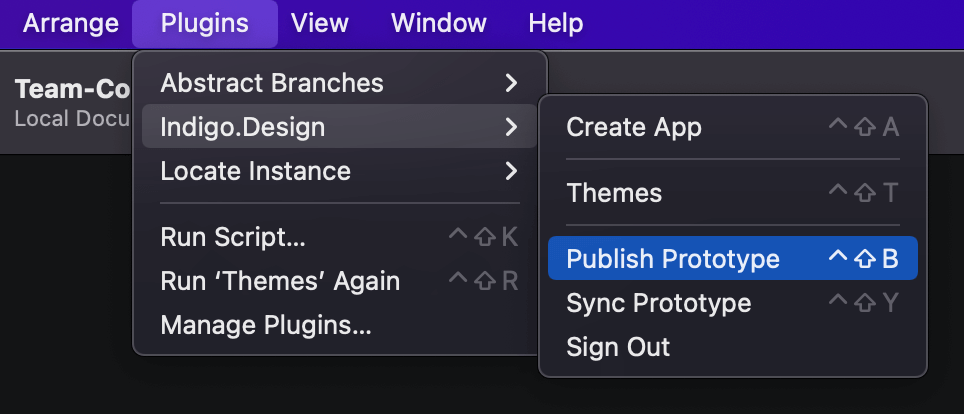 Arrange Plugins View Window Help
Team-Co
Local Docu
Abstract Branches
Indigo.Design
Locate Instance
Run Script... ^⇧K
Run ‘Themes’ Again ^⇧R
Manage Plugins...
Create App ^⇧A
Themes ^⇧T
Publish Prototype ^⇧B
Sync Prototype ^⇧Y
Sign Out